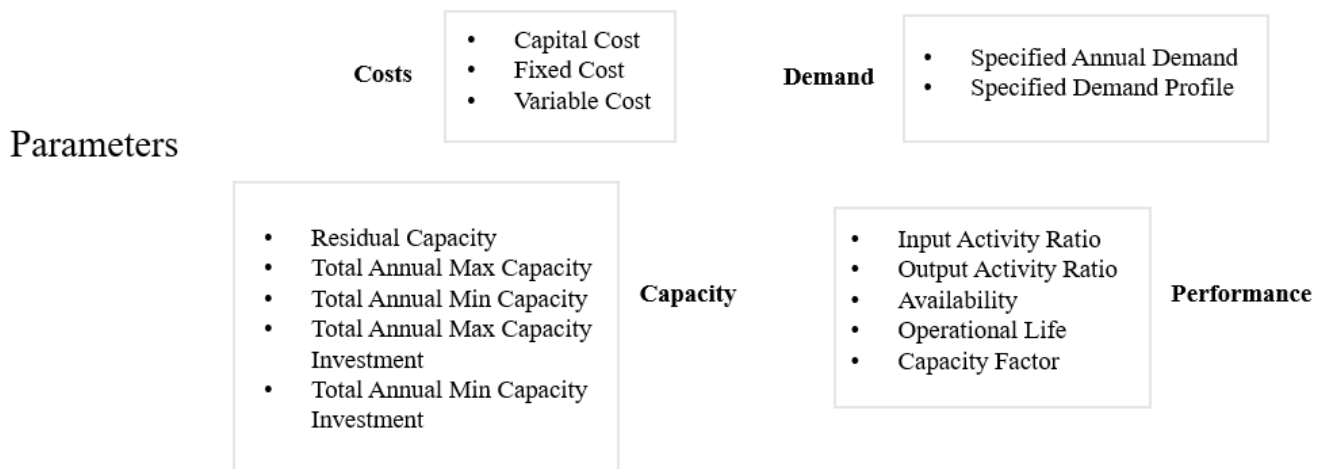 Parameters
Costs
• Capital Cost
• Fixed Cost
• Variable Cost
Demand
• Specified Annual Demand
• Specified Demand Profile
• Residual Capacity
• Total Annual Max Capacity
• Total Annual Min Capacity
• Total Annual Max Capacity
Investment
• Total Annual Min Capacity
Investment
Capacity
• Input Activity Ratio
• Output Activity Ratio
• Availability
• Operational Life
• Capacity Factor
Performance